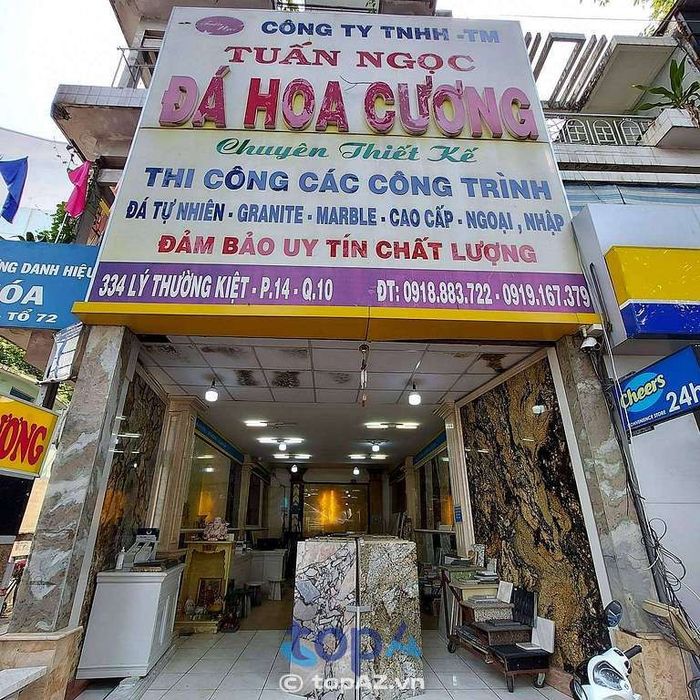 CÔNG TY TNHH -TM
TUẤN NGỌC
ĐÁ HOA CƯƠNG
Chuyên Thiết Kế
THI CÔNG CÁC CÔNG TRÌNH
ĐÁ TỰ NHIÊN - GRANITE - MARBLE - CAO CẤP - NGOẠI , NHẬP
ĐẢM BẢO UY TÍN CHẤT LƯỢNG
334 LÝ THƯỜNG KIỆT - P.14 - Q.10 ĐT: 0918.883.722 - 0919.167.379
NG DANH HIỆU
ÓA
TỔ 72
ƯƠNG
Cheers
24h
CONVENIENCE STORE
topAZ
© topAZ.vn